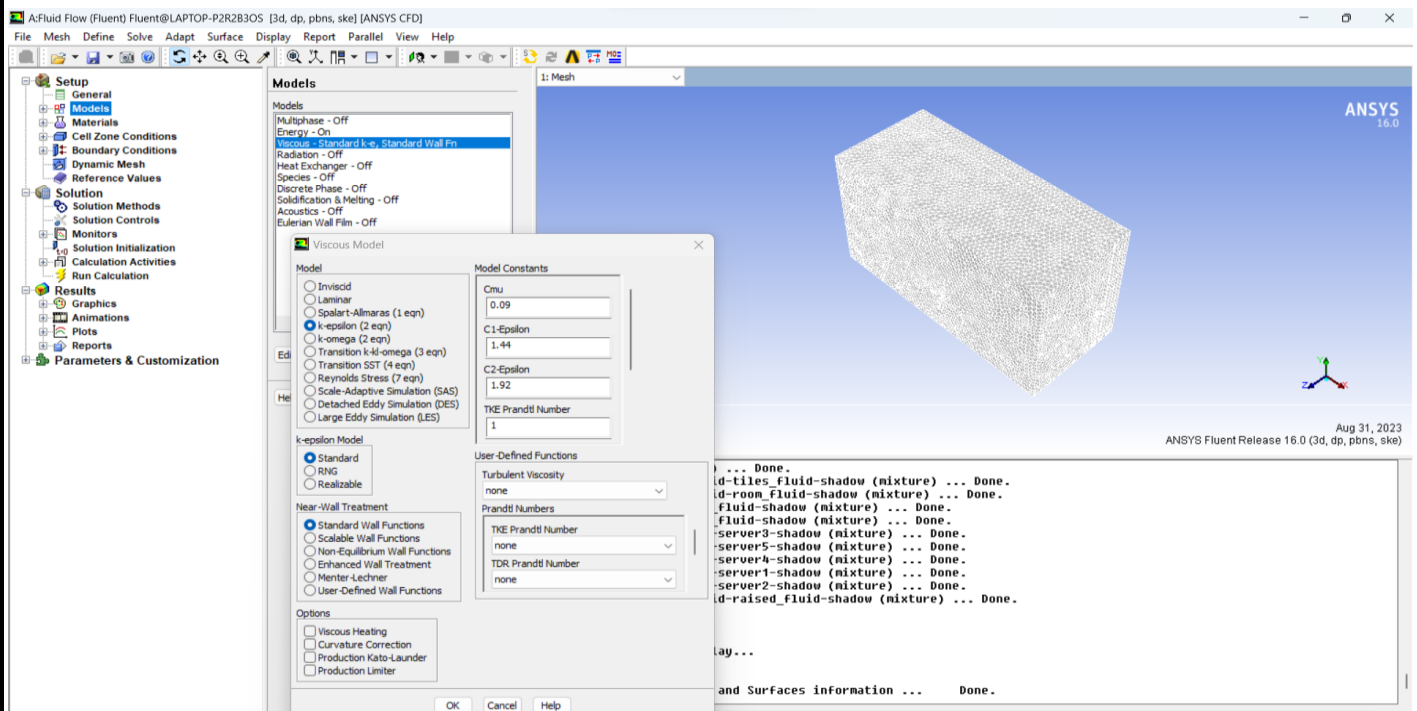 A:Fluid Flow (Fluent) Fluent@LAPTOP-P2R2B3OS [3d, dp, pbns, ske] [ANSYS CFD]
File Mesh Define Solve Adapt Surface Display Report Parallel View Help
Setup
General
Models
Materials
Cell Zone Conditions
Boundary Conditions
Dynamic Mesh
Reference Values
Solution
Solution Methods
Solution Controls
Monitors
Solution Initialization
Calculation Activities
Run Calculation
Results
Graphics
Animations
Plots
Reports
Parameters & Customization
Models
Models
Multiphase - Off
Energy - On
Viscous - Standard k-e, Standard Wall Fn
Radiation - Off
Heat Exchanger - Off
Species - Off
Discrete Phase - Off
Solidification & Melting - Off
Acoustics - Off
Eulerian Wall Film - Off
Edi
He
Viscous Model
Model
Inviscid
Laminar
Spalart-Allmaras (1 eqn)
k-epsilon (2 eqn)
k-omega (2 eqn)
Transition k-kl-omega (3 eqn)
Transition SST (4 eqn)
Reynolds Stress (7 eqn)
Scale-Adaptive Simulation (SAS)
Detached Eddy Simulation (DES)
Large Eddy Simulation (LES)
k-epsilon Model
Standard
RNG
Realizable
Near-Wall Treatment
Standard Wall Functions
Scalable Wall Functions
Non-Equilibrium Wall Functions
Enhanced Wall Treatment
Menter-Lechner
User-Defined Wall Functions
Options
Viscous Heating
Curvature Correction
Production Kato-Launder
Production Limiter
Model Constants
Cmu
0.09
C1-Epsilon
1.44
C2-Epsilon
1.92
TKE Prandtl Number
1
User-Defined Functions
Turbulent Viscosity
none
Prandtl Numbers
TKE Prandtl Number
none
TDR Prandtl Number
none
OK Cancel Help
1: Mesh
ANSYS
16.0
Y
Z X
Aug 31, 2023
ANSYS Fluent Release 16.0 (3d, dp, pbns, ske)
) ... Done.
id-tiles_fluid-shadow (mixture) ... Done.
id-room_fluid-shadow (mixture) ... Done.
_fluid-shadow (mixture) ... Done.
_fluid-shadow (mixture) ... Done.
-server3-shadow (mixture) ... Done.
-server5-shadow (mixture) ... Done.
-server4-shadow (mixture) ... Done.
-server1-shadow (mixture) ... Done.
-server2-shadow (mixture) ... Done.
id-raised_fluid-shadow (mixture) ... Done.
lay...
and Surfaces information ... Done.